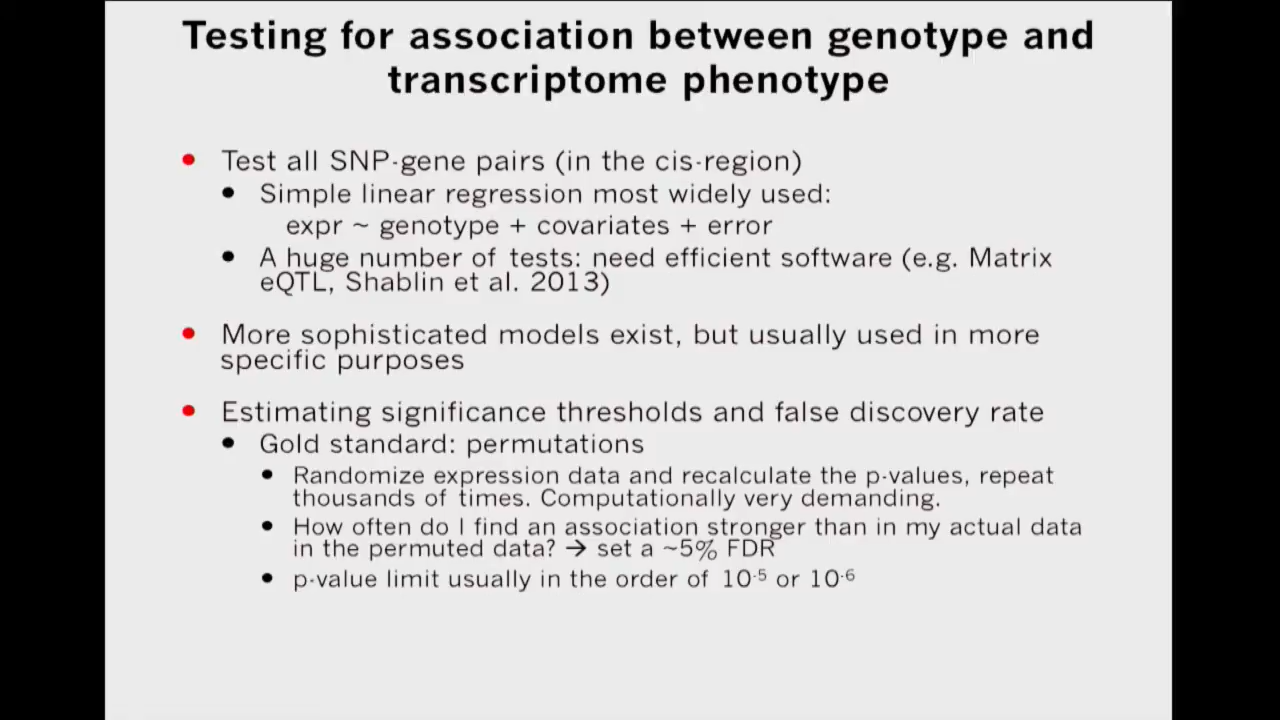 Testing for association between genotype and
transcriptome phenotype
• Test all SNP-gene pairs (in the cis-region)
• Simple linear regression most widely used:
expr ~ genotype + covariates + error
• A huge number of tests: need efficient software (e.g. Matrix
eQTL, Shablin et al. 2013)
• More sophisticated models exist, but usually used in more
specific purposes
• Estimating significance thresholds and false discovery rate
• Gold standard: permutations
• Randomize expression data and recalculate the p-values, repeat
thousands of times. Computationally very demanding.
• How often do I find an association stronger than in my actual data
in the permuted data? → set a ~5% FDR
• p-value limit usually in the order of 10⁻⁵ or 10⁻⁶